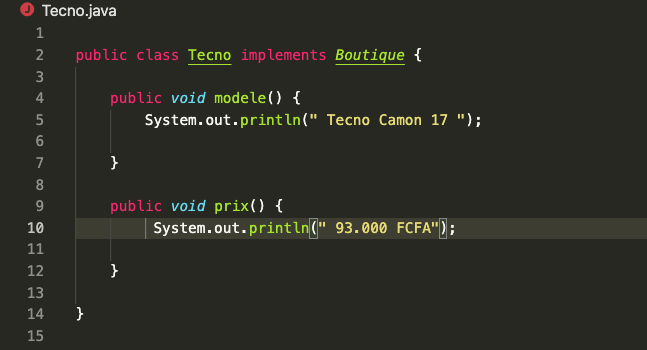 Tecno.java
1
2 public class Tecno implements Boutique {
3
4 public void modele() {
5 System.out.println(" Tecno Camon 17 ");
6
7 }
8
9 public void prix() {
10 System.out.println(" 93.000 FCFA");
11
12 }
13
14 }
15